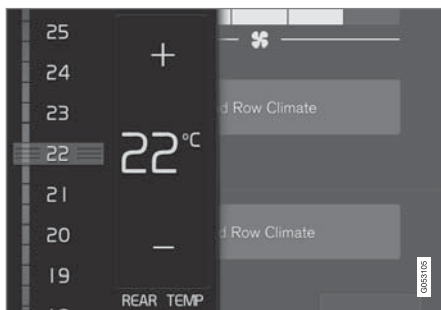 25
24
23
22
21
20
19
+
22°C
–
REAR TEMP
Row Climate
Row Climate
G053105